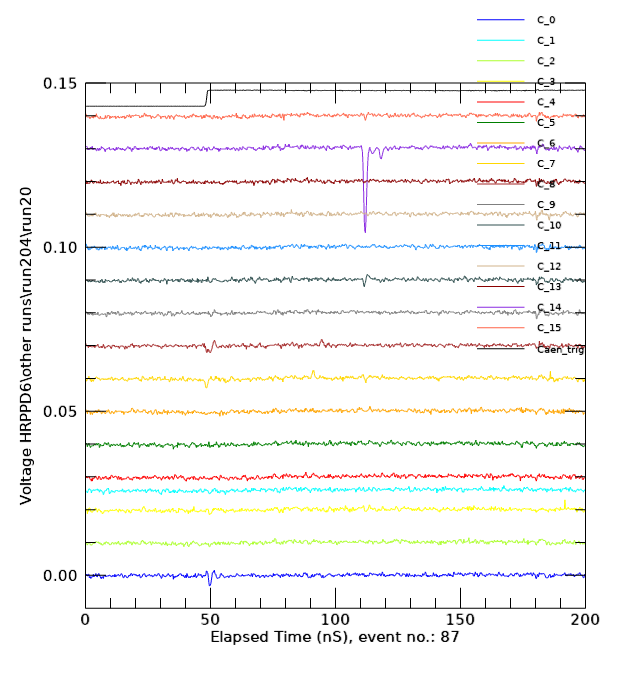 C_0
C_1
C_2
C_3
C_4
C_5
C_6
C_7
C_8
C_9
C_10
C_11
C_12
C_13
C_14
C_15
Caen_trig
0.15
0.10
0.05
0.00
Voltage HRPPD6\other runs\run204\run20
0 50 100 150 200
Elapsed Time (nS), event no.: 87